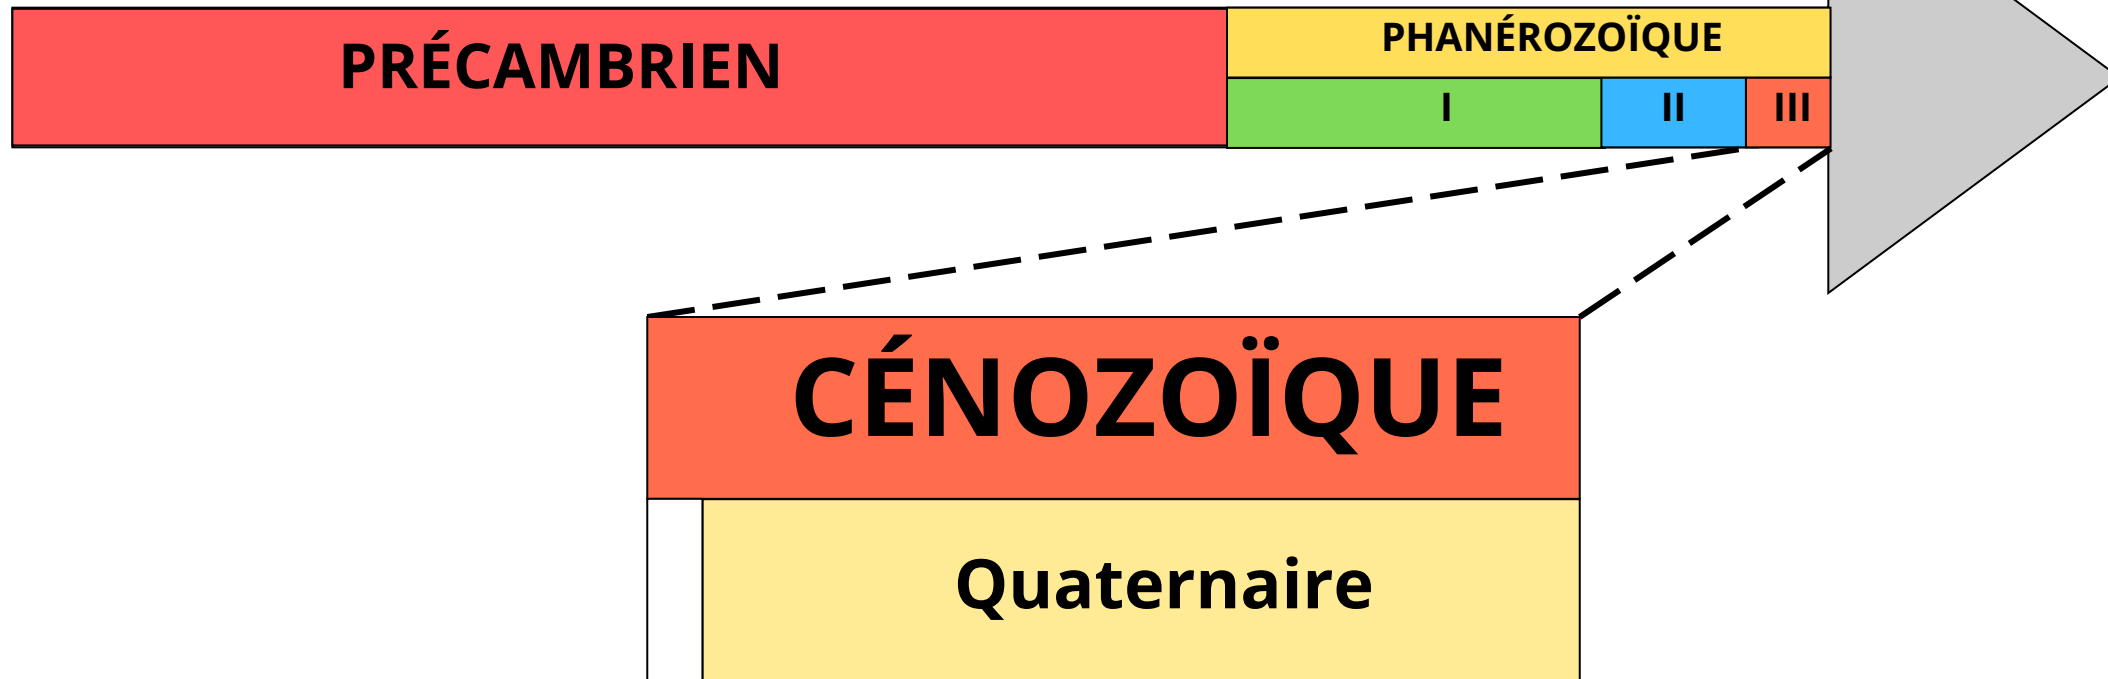 PRÉCAMBRIEN
PHANÉROZOÏQUE
I
II
III
CÉNOZOÏQUE
Quaternaire